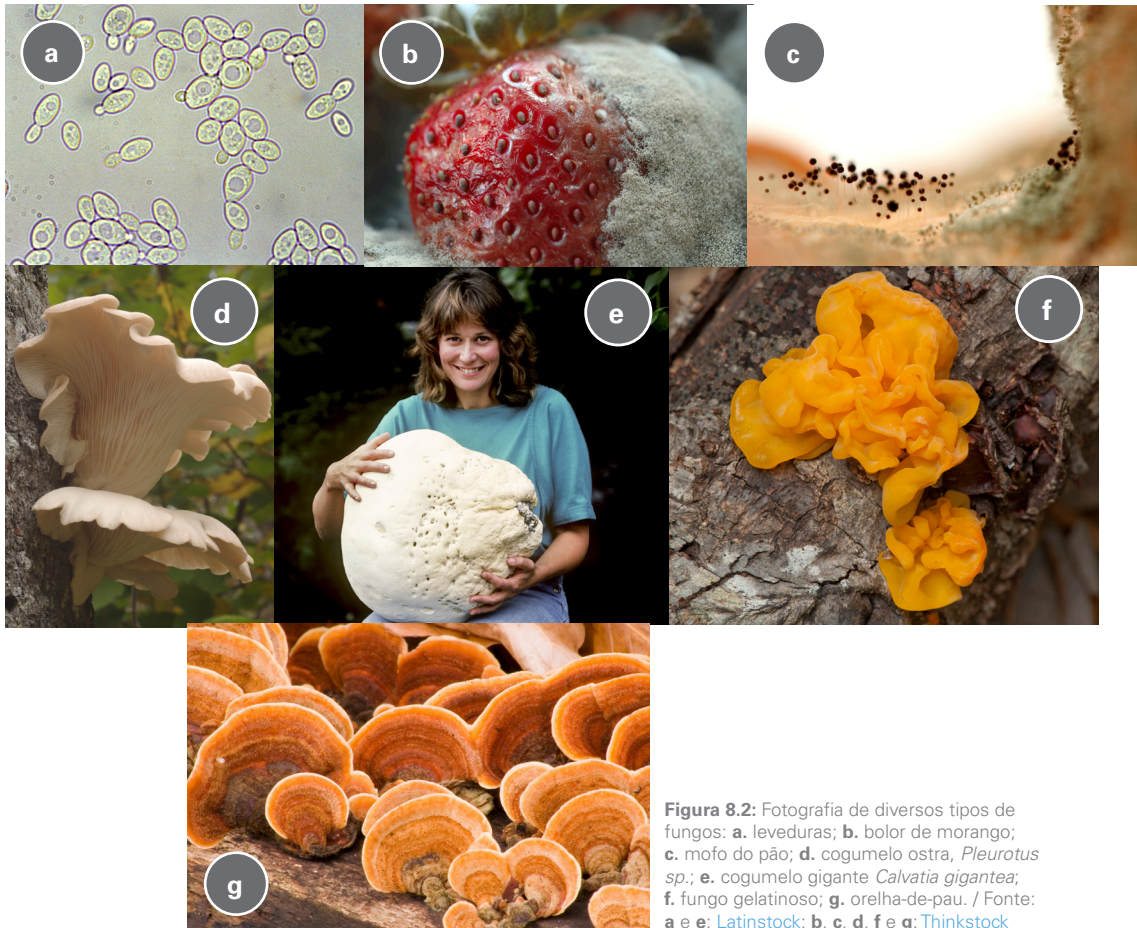 a
b
c
d
e
f
g
Figura 8.2: Fotografia de diversos tipos de
fungos: a. leveduras; b. bolor de morango;
c. mofo do pão; d. cogumelo ostra, Pleurotus
sp.; e. cogumelo gigante Calvatia gigantea;
f. fungo gelatinoso; g. orelha-de-pau. / Fonte:
a e e: Latinstock; b, c, d, f e g: Thinkstock